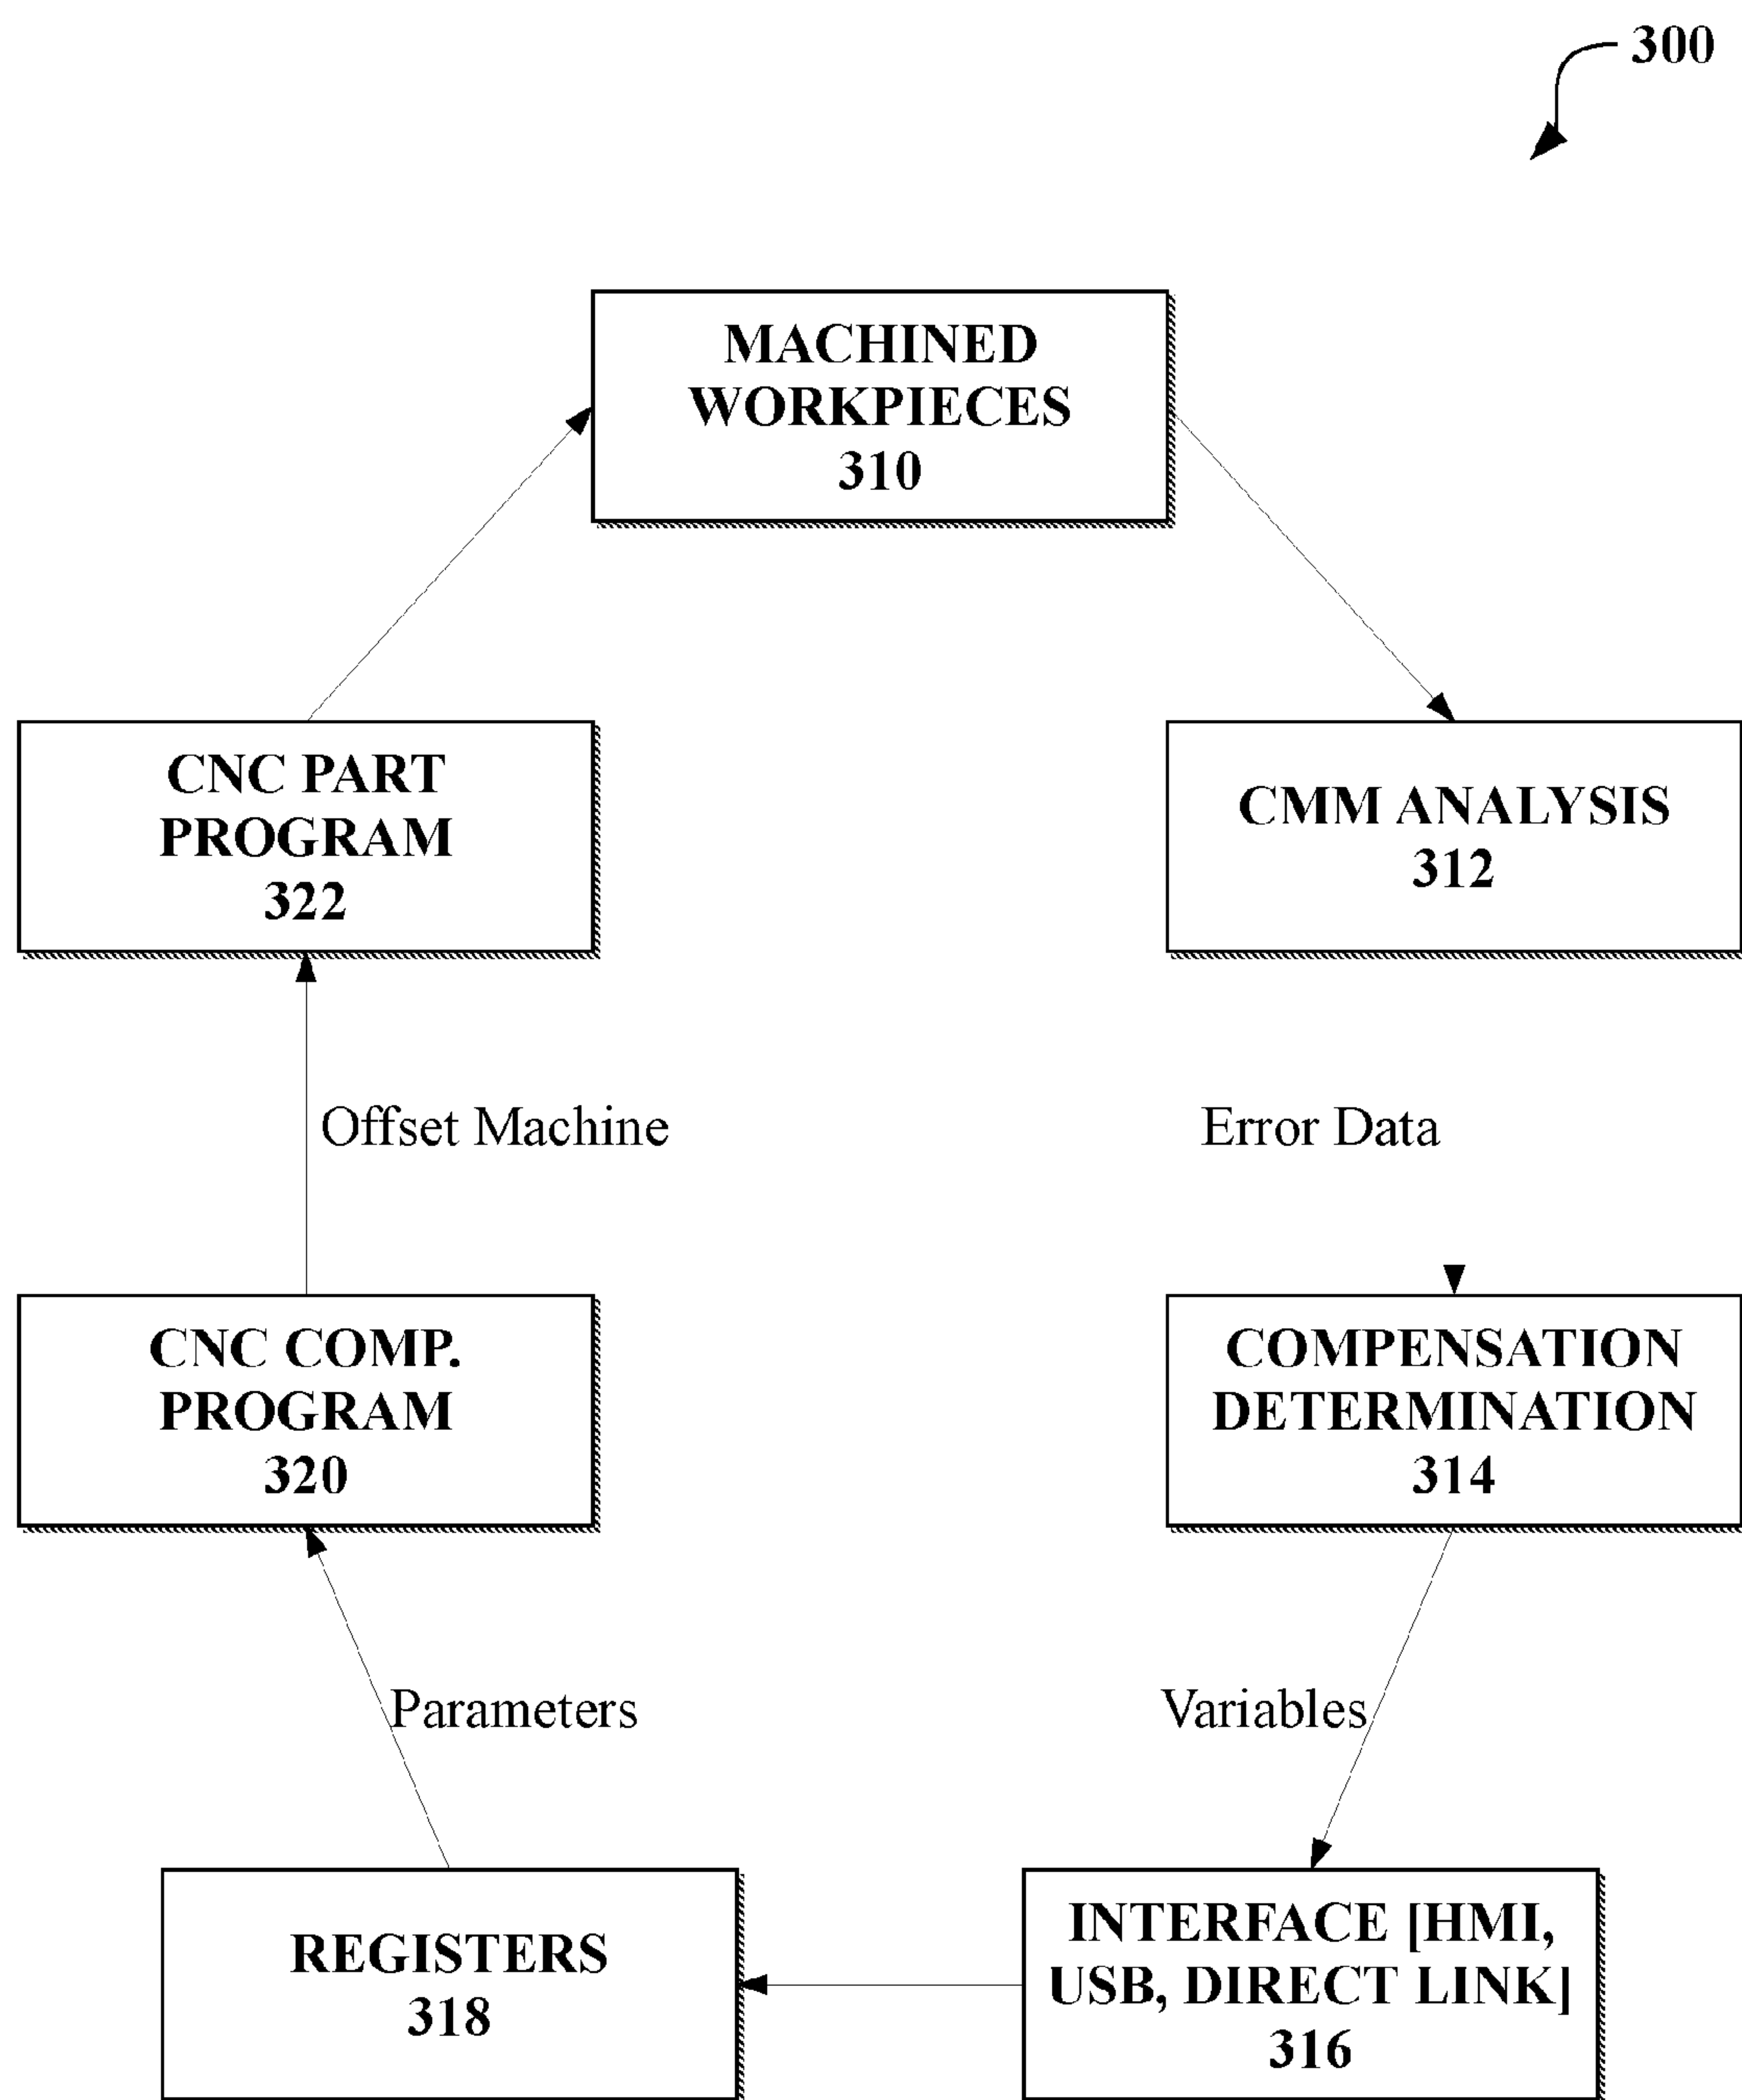 300
MACHINED
WORKPIECES
310
CNC PART
PROGRAM
322
CMM ANALYSIS
312
Offset Machine
Error Data
CNC COMP.
PROGRAM
320
COMPENSATION
DETERMINATION
314
Parameters
Variables
REGISTERS
318
INTERFACE [HMI,
USB, DIRECT LINK]
316